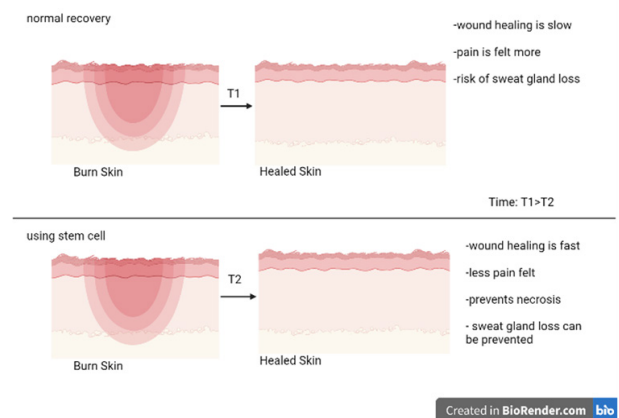 normal recovery
-wound healing is slow
-pain is felt more
-risk of sweat gland loss
T1
Burn Skin
Healed Skin
Time: T1>T2
using stem cell
-wound healing is fast
-less pain felt
-prevents necrosis
- sweat gland loss can
be prevented
T2
Burn Skin
Healed Skin
Created in BioRender.com bio